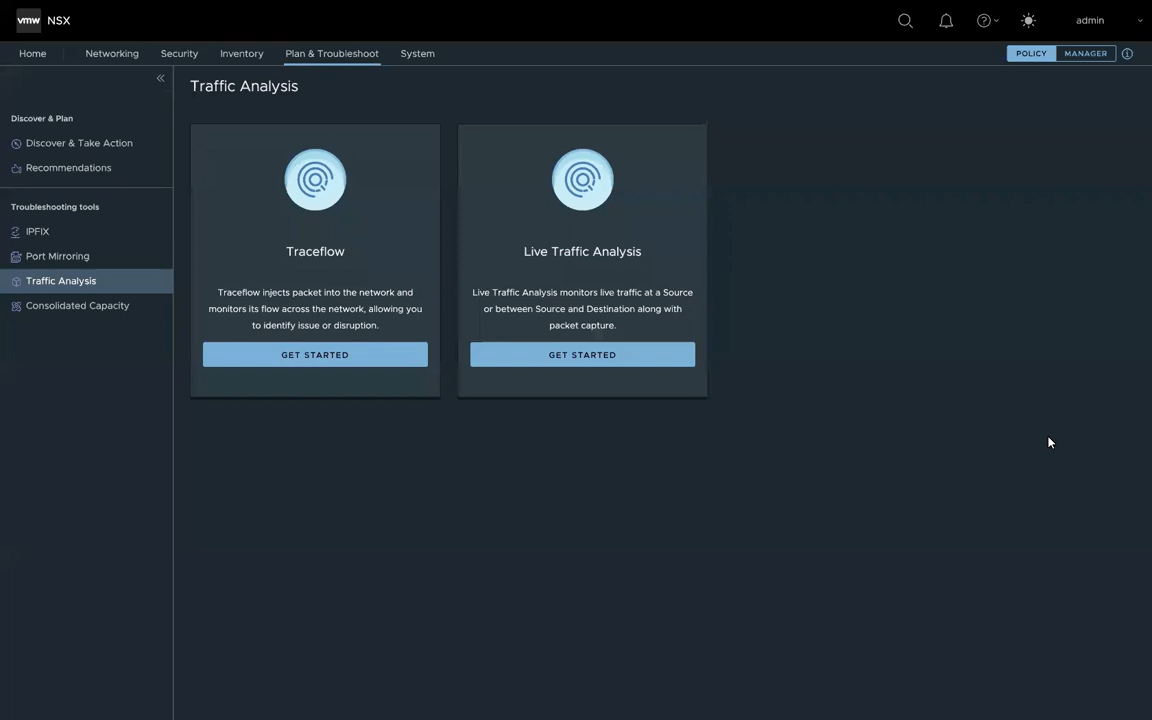 vmw NSX
admin
Home
Networking
Security
Inventory
Plan & Troubleshoot
System
POLICY
MANAGER
Discover & Plan
Discover & Take Action
Recommendations
Troubleshooting tools
IPFIX
Port Mirroring
Traffic Analysis
Consolidated Capacity
Traffic Analysis
Traceflow
Traceflow injects packet into the network and
monitors its flow across the network, allowing you
to identify issue or disruption.
GET STARTED
Live Traffic Analysis
Live Traffic Analysis monitors live traffic at a Source
or between Source and Destination along with
packet capture.
GET STARTED